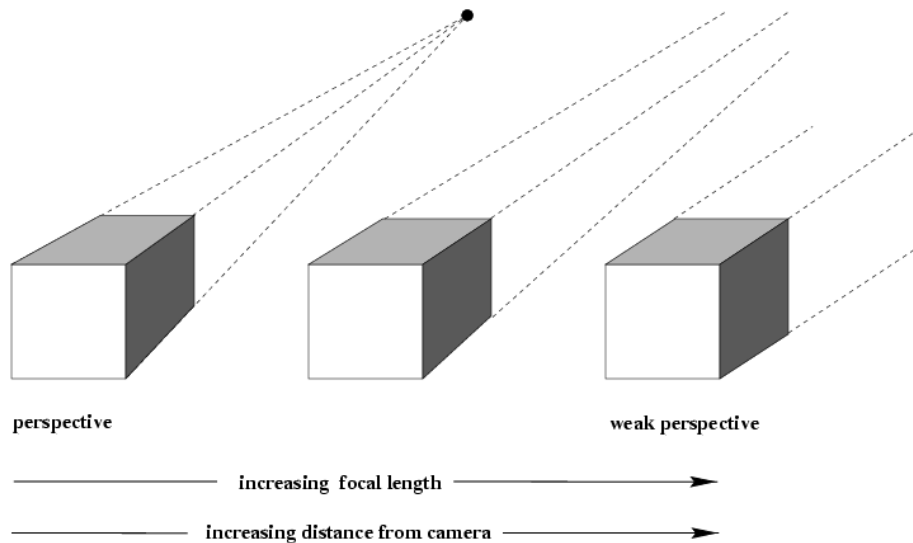 perspective
weak perspective
increasing focal length
increasing distance from camera